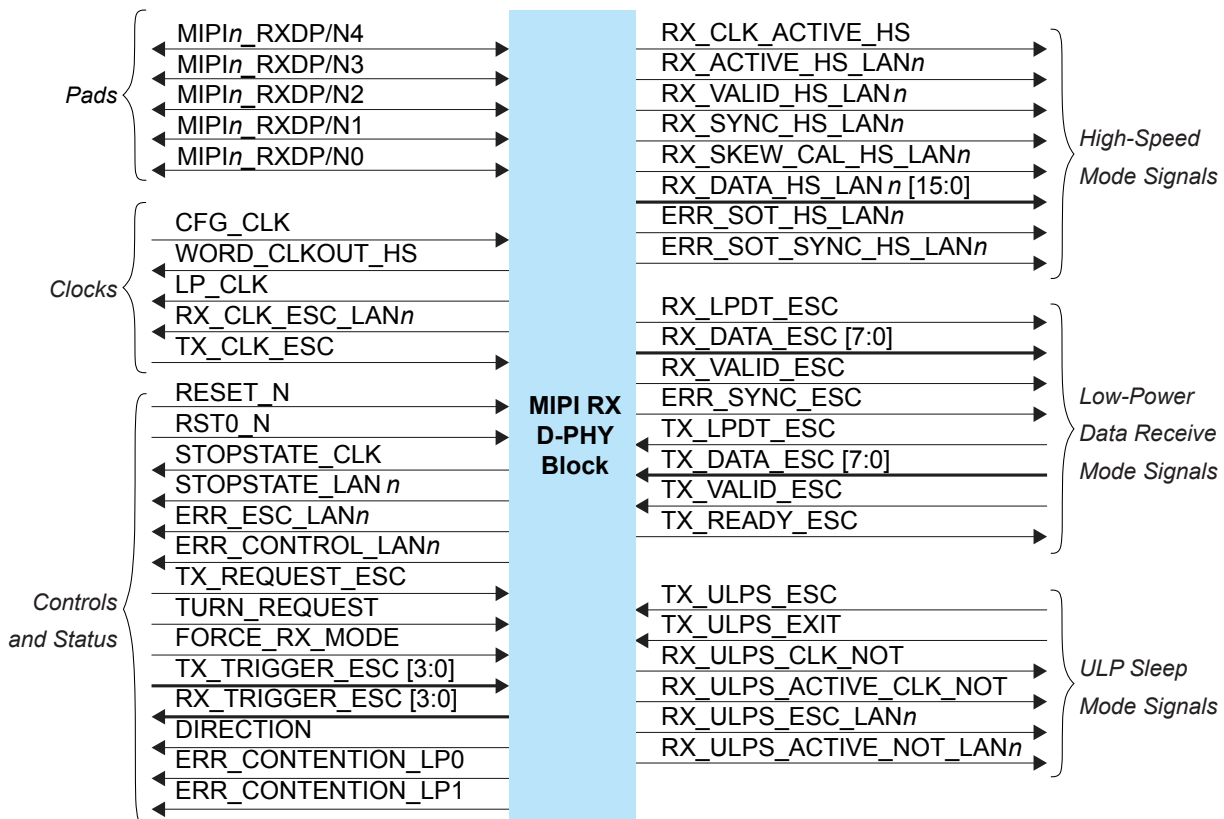 MIPIn_RXDP/N4
MIPIn_RXDP/N3
MIPIn_RXDP/N2
MIPIn_RXDP/N1
MIPIn_RXDP/N0
Pads
CFG_CLK
WORD_CLKOUT_HS
LP_CLK
RX_CLK_ESC_LANn
TX_CLK_ESC
Clocks
RESET_N
RST0_N
STOPSTATE_CLK
STOPSTATE_LAN n
ERR_ESC_LANn
ERR_CONTROL_LANn
TX_REQUEST_ESC
TURN_REQUEST
FORCE_RX_MODE
TX_TRIGGER_ESC [3:0]
RX_TRIGGER_ESC [3:0]
DIRECTION
ERR_CONTENTION_LP0
ERR_CONTENTION_LP1
Controls
and Status
MIPI RX
D-PHY
Block
RX_CLK_ACTIVE_HS
RX_ACTIVE_HS_LANn
RX_VALID_HS_LANn
RX_SYNC_HS_LANn
RX_SKEW_CAL_HS_LANn
RX_DATA_HS_LAN n [15:0]
ERR_SOT_HS_LANn
ERR_SOT_SYNC_HS_LANn
High-Speed
Mode Signals
RX_LPDT_ESC
RX_DATA_ESC [7:0]
RX_VALID_ESC
ERR_SYNC_ESC
TX_LPDT_ESC
TX_DATA_ESC [7:0]
TX_VALID_ESC
TX_READY_ESC
Low-Power
Data Receive
Mode Signals
TX_ULPS_ESC
TX_ULPS_EXIT
RX_ULPS_CLK_NOT
RX_ULPS_ACTIVE_CLK_NOT
RX_ULPS_ESC_LANn
RX_ULPS_ACTIVE_NOT_LANn
ULP Sleep
Mode Signals